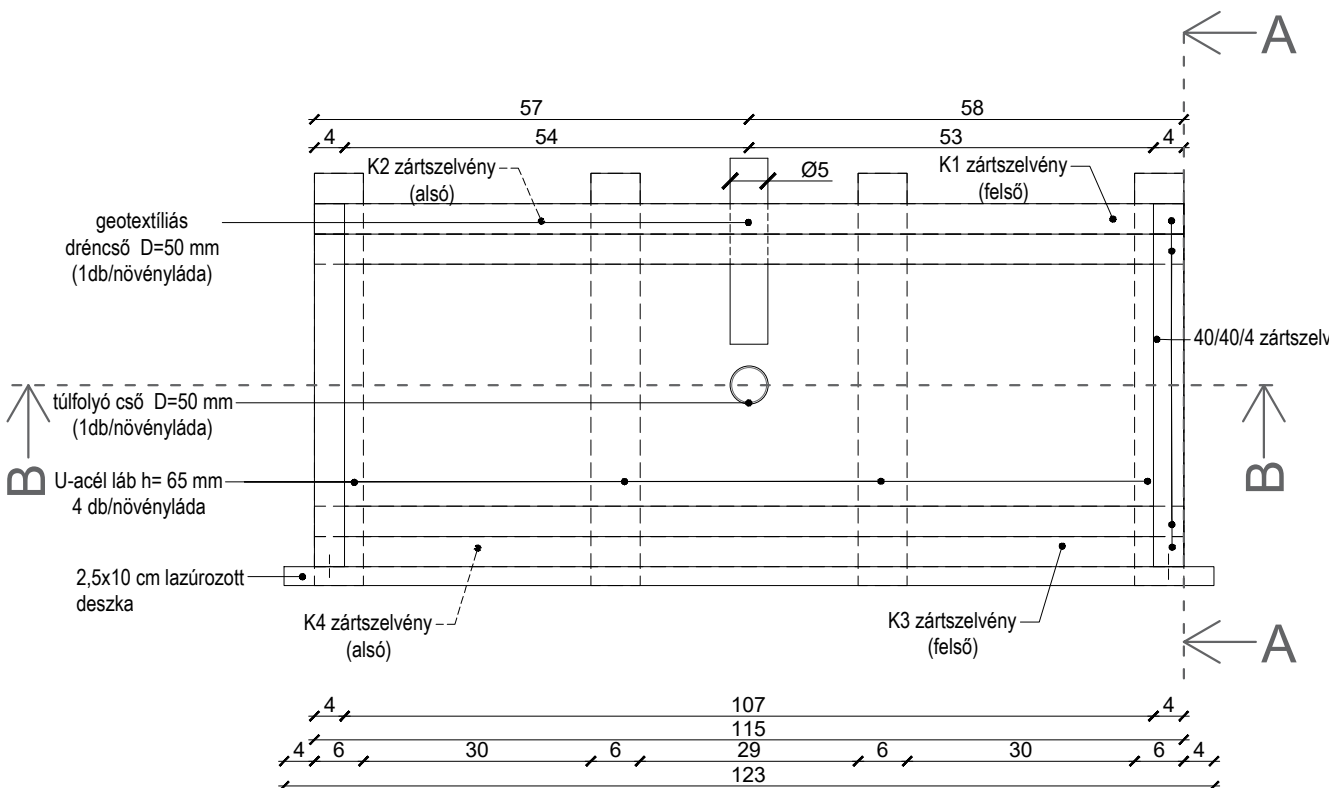 A
57
58
4
54
53
4
K2 zártszelvény
(alsó)
K1 zártszelvény
(felső)
Ø5
geotextíliás
dréncső D=50 mm
(1db/növényláda)
40/40/4 zártszelv
túlfolyó cső D=50 mm
(1db/növényláda)
B
B
U-acél láb h= 65 mm
4 db/növényláda
2,5x10 cm lazúrozott
deszka
K4 zártszelvény
(alsó)
K3 zártszelvény
(felső)
A
4
107
4
115
4
6
30
6
29
6
30
6
4
123